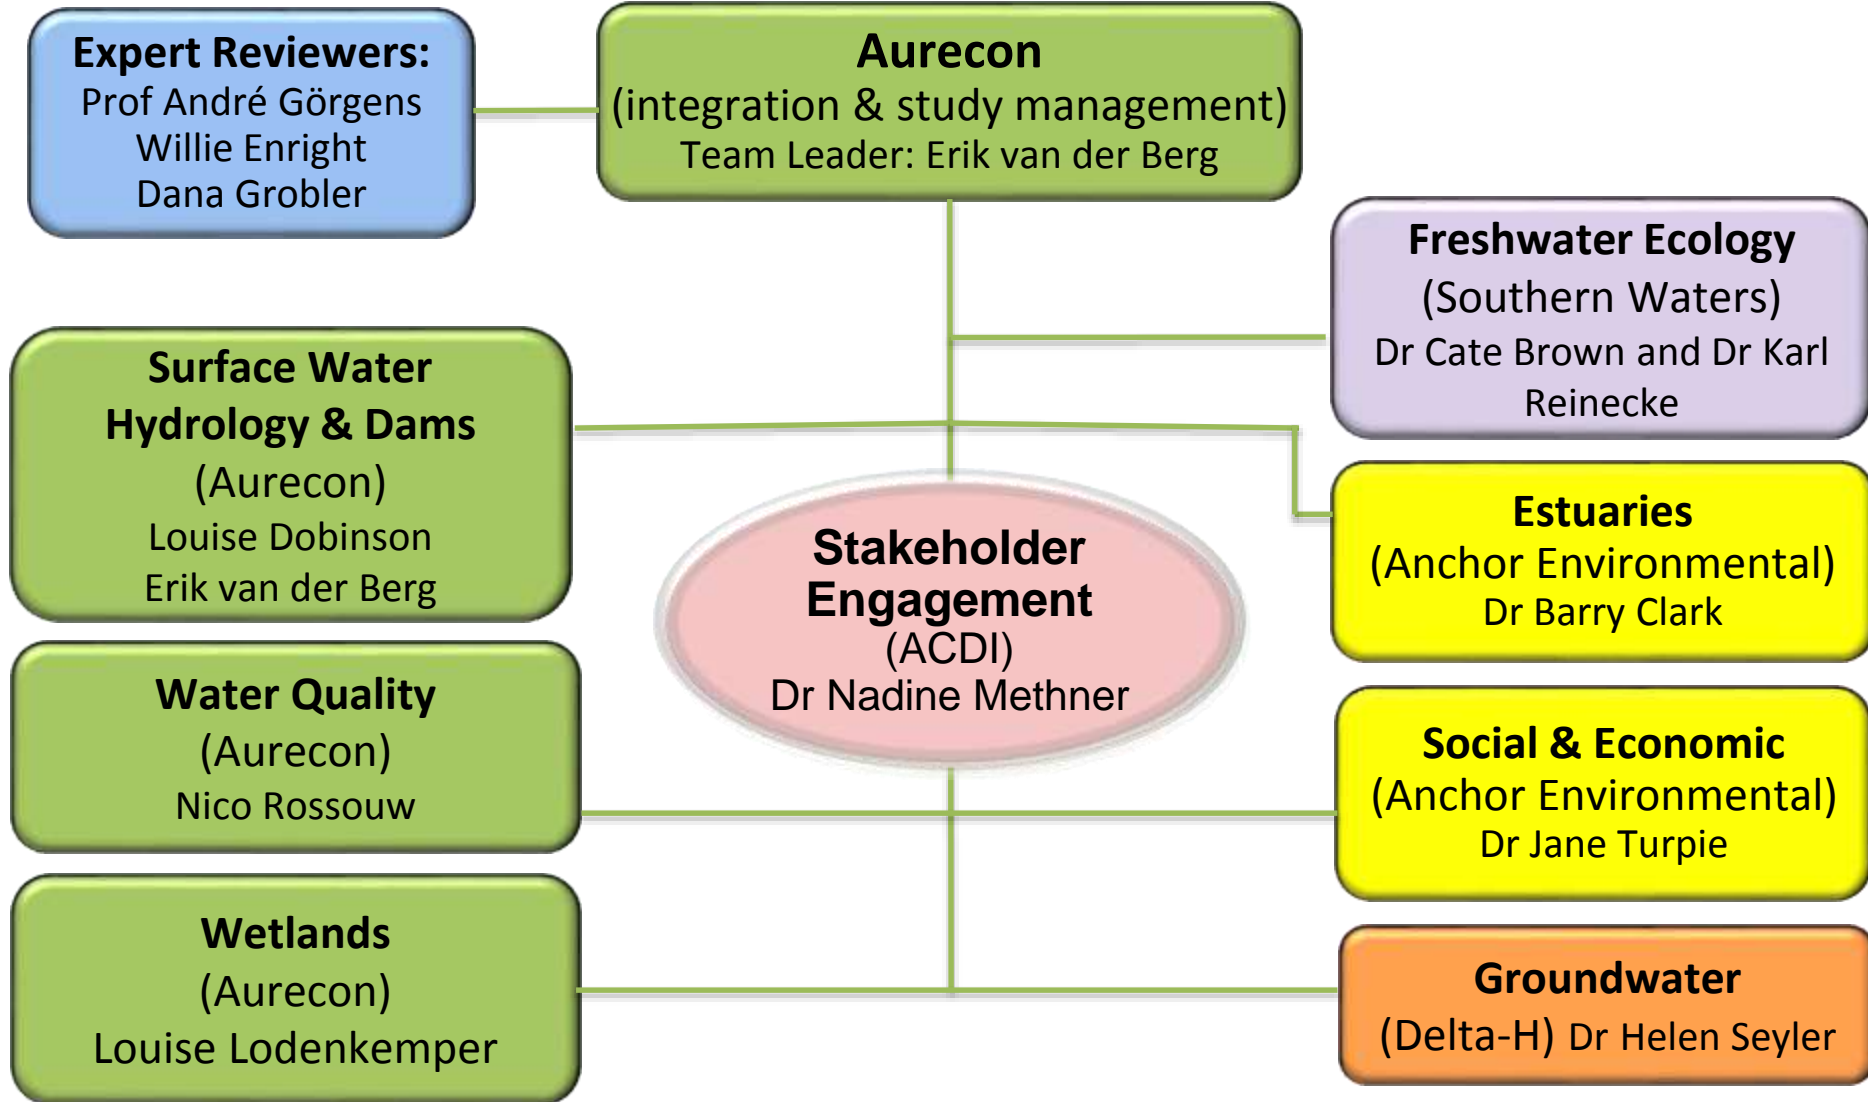 Expert Reviewers:
Prof André Görgens
Willie Enright
Dana Grobler
Aurecon
(integration & study management)
Team Leader: Erik van der Berg
Freshwater Ecology
(Southern Waters)
Dr Cate Brown and Dr Karl
Reinecke
Surface Water
Hydrology & Dams
(Aurecon)
Louise Dobinson
Erik van der Berg
Estuaries
(Anchor Environmental)
Dr Barry Clark
Stakeholder
Engagement
(ACDI)
Dr Nadine Methner
Water Quality
(Aurecon)
Nico Rossouw
Social & Economic
(Anchor Environmental)
Dr Jane Turpie
Wetlands
(Aurecon)
Louise Lodenkemper
Groundwater
(Delta-H) Dr Helen Seyler